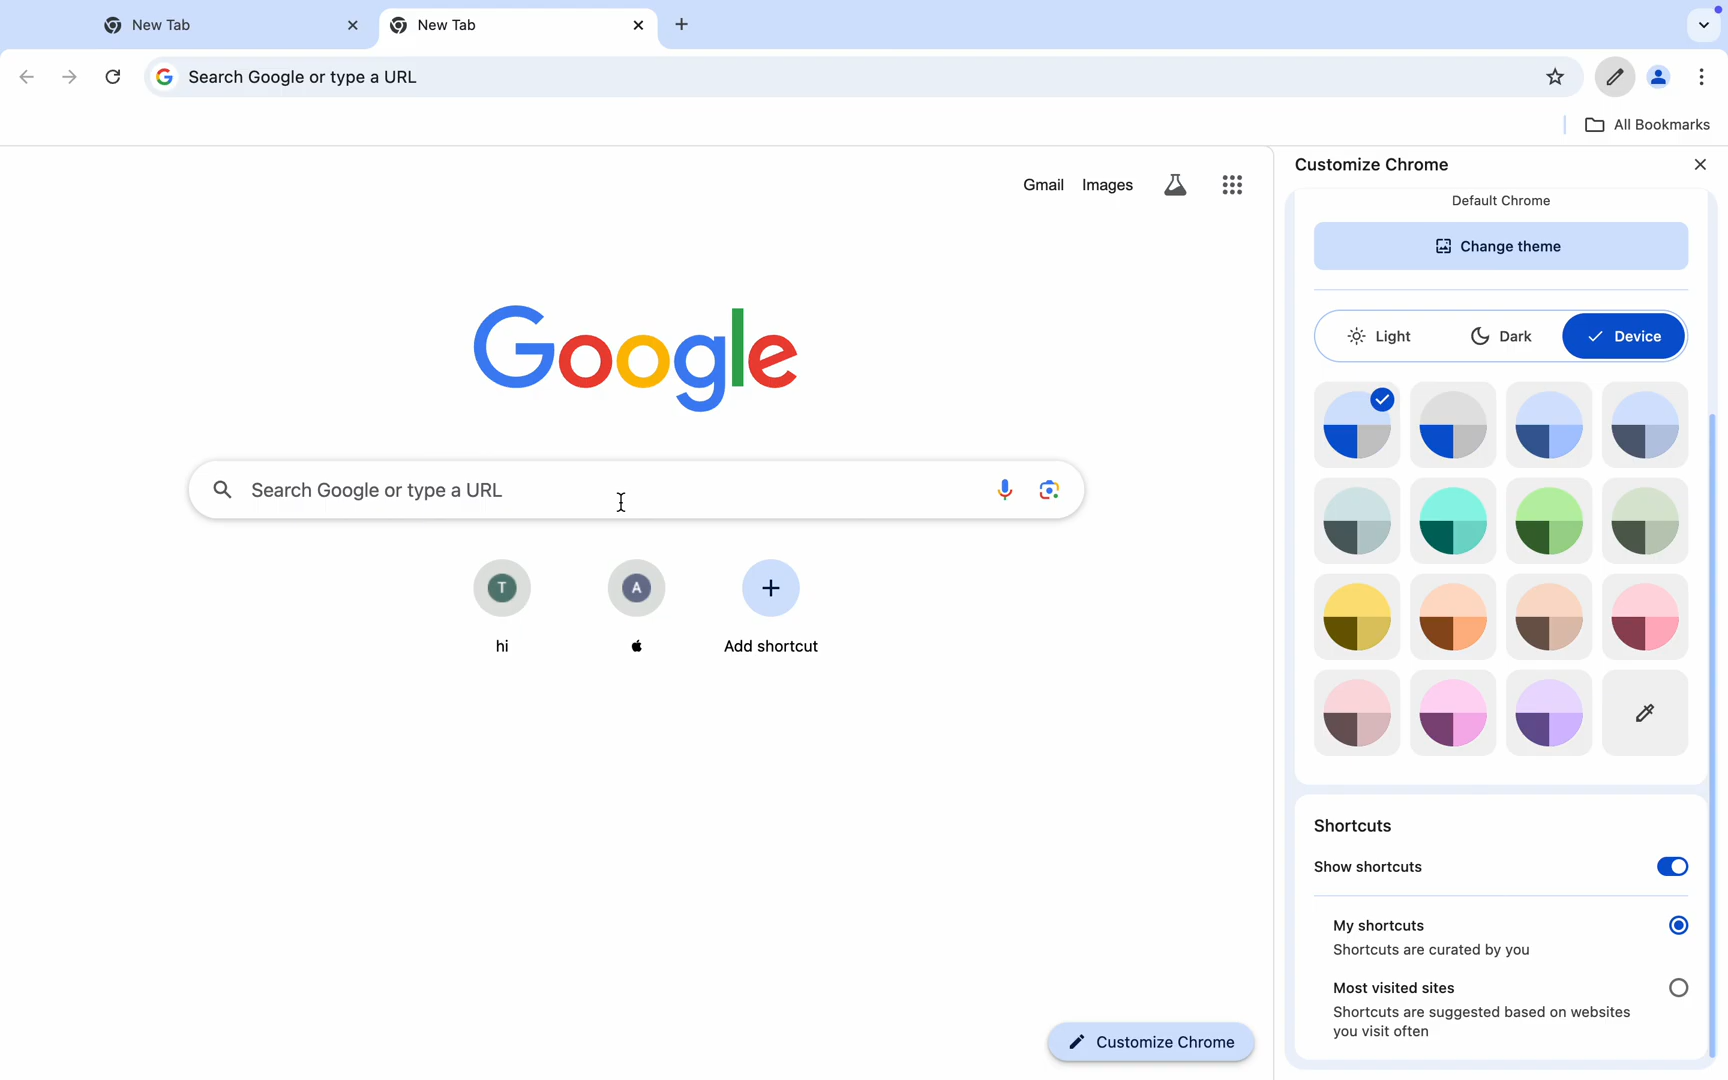 New Tab
New Tab
Search Google or type a URL
All Bookmarks
Customize Chrome
Default Chrome
Change theme
Light
Dark
Device
Gmail
Images
Google
Search Google or type a URL
T
A
hi
Add shortcut
Shortcuts
Show shortcuts
My shortcuts
Shortcuts are curated by you
Most visited sites
Shortcuts are suggested based on websites
you visit often
Customize Chrome